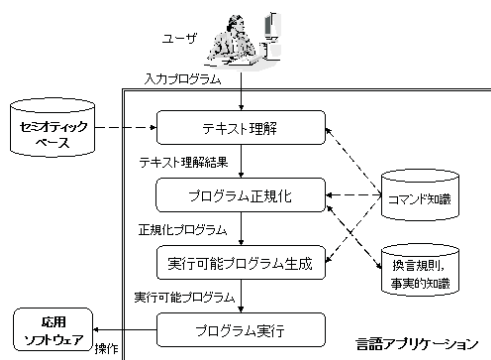 ユーザ
入力プログラム
セミオティック
ベース
テキスト理解
テキスト理解結果
プログラム正規化
コマンド知識
正規化プログラム
実行可能プログラム生成
換言規則,
事実的知識
実行可能プログラム
応用
ソフトウェア
操作
プログラム実行
言語アプリケーション